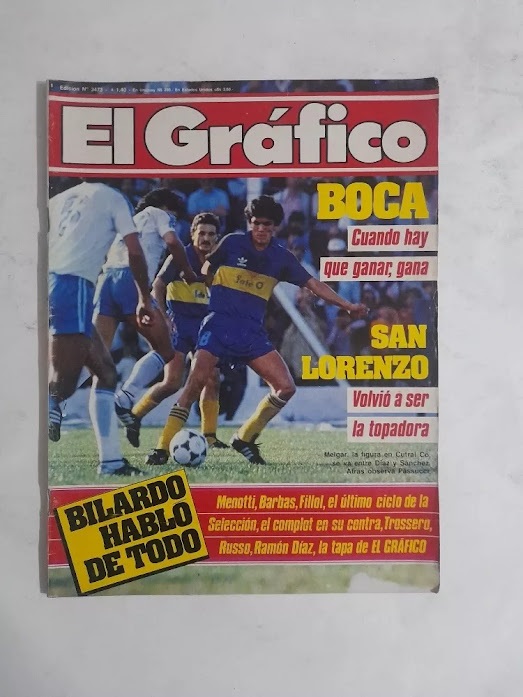 Edición N° 3472
El Gráfico
BOCA
Cuando hay
que ganar, gana
SAN
LORENZO
Volvió a ser
la topadora
Melgar, la figura en Cutral Co,
se va entre Díaz y Sánchez.
Atrás observa Passucci
BILARDO
HABLO
DE TODO
Menotti, Barbas, Fillol, el último ciclo de la
Selección, el complot en su contra, Trossero,
Russo, Ramón Díaz, la tapa de EL GRÁFICO